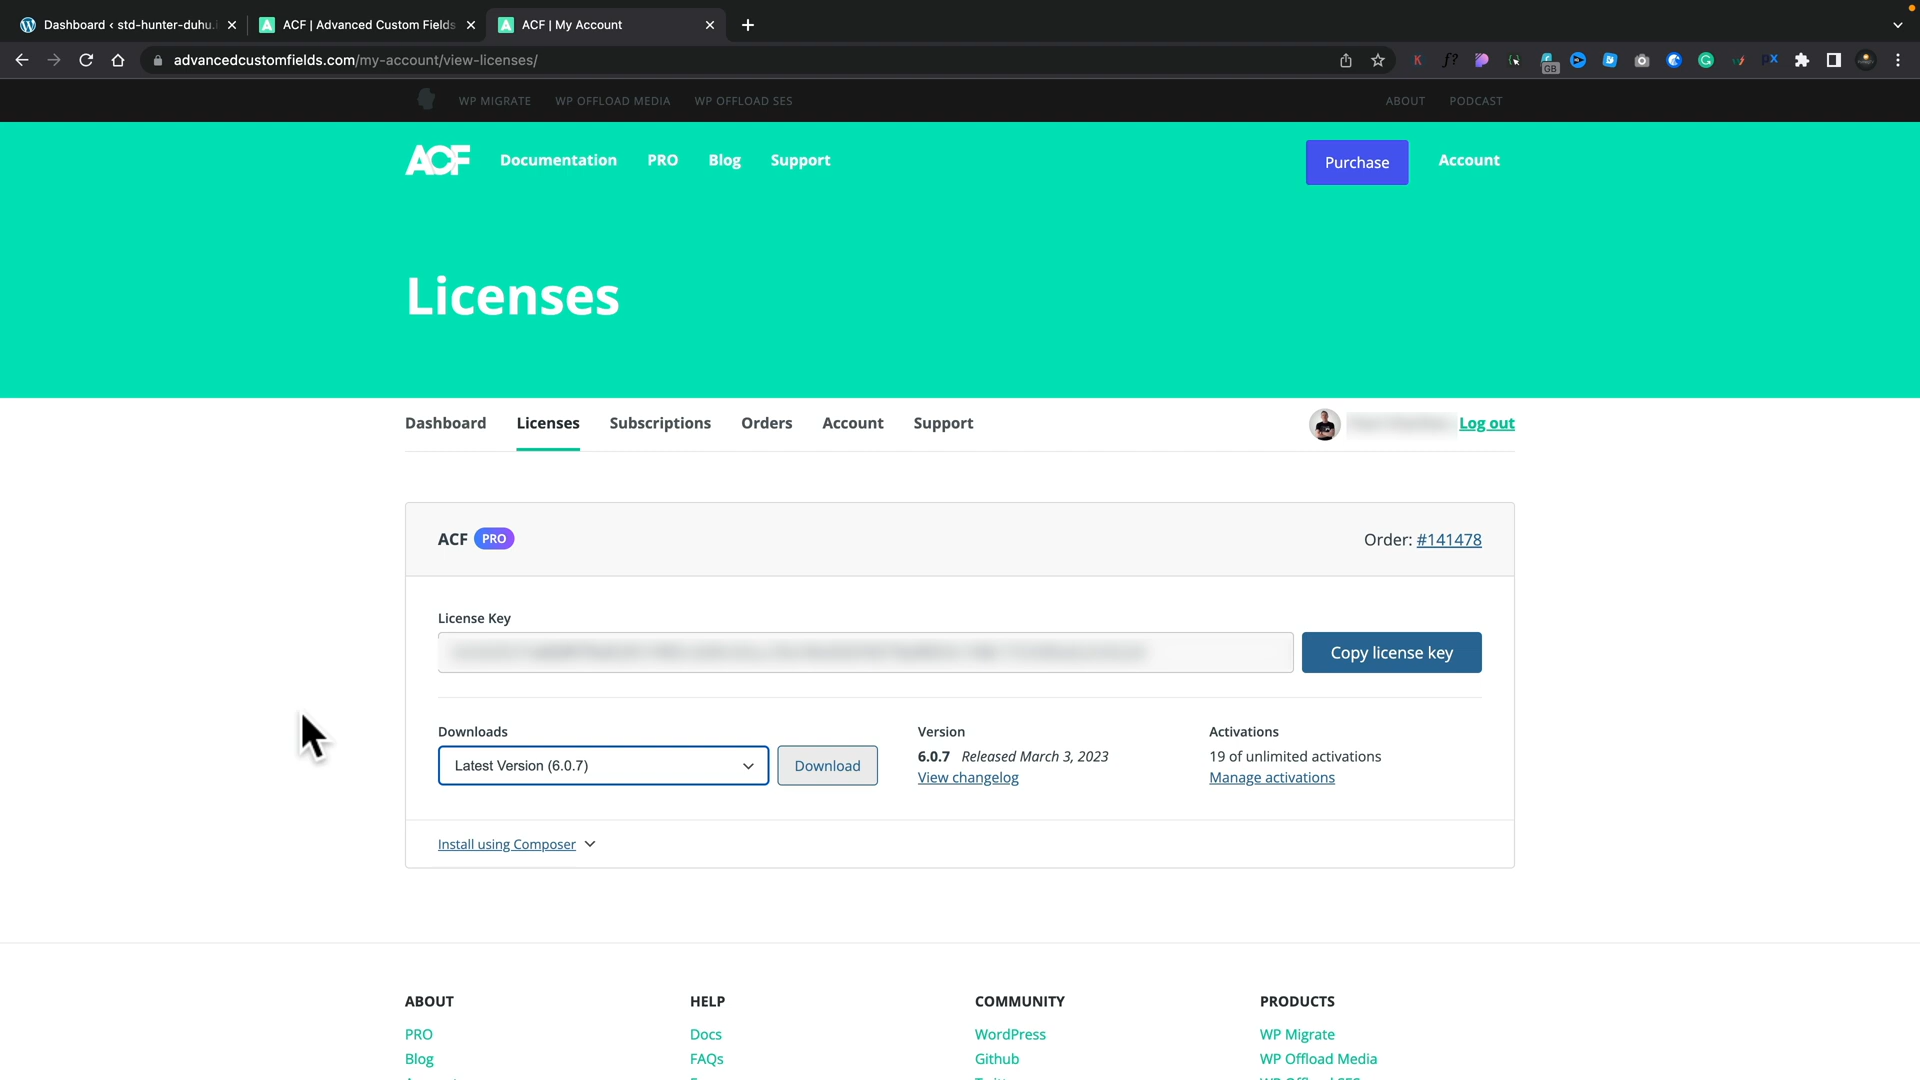 Dashboard ‹ std-hunter-duhu.i
ACF | Advanced Custom Fields
ACF | My Account
advancedcustomfields.com/my-account/view-licenses/
GB
WP MIGRATE
WP OFFLOAD MEDIA
WP OFFLOAD SES
ABOUT
PODCAST
ACF
Documentation
PRO
Blog
Support
Purchase
Account
Licenses
Dashboard
Licenses
Subscriptions
Orders
Account
Support
Log out
ACF PRO
Order: #141478
License Key
Copy license key
Downloads
Latest Version (6.0.7)
Download
Version
6.0.7 Released March 3, 2023
View changelog
Activations
19 of unlimited activations
Manage activations
Install using Composer
ABOUT
PRO
Blog
HELP
Docs
FAQs
COMMUNITY
WordPress
Github
PRODUCTS
WP Migrate
WP Offload Media